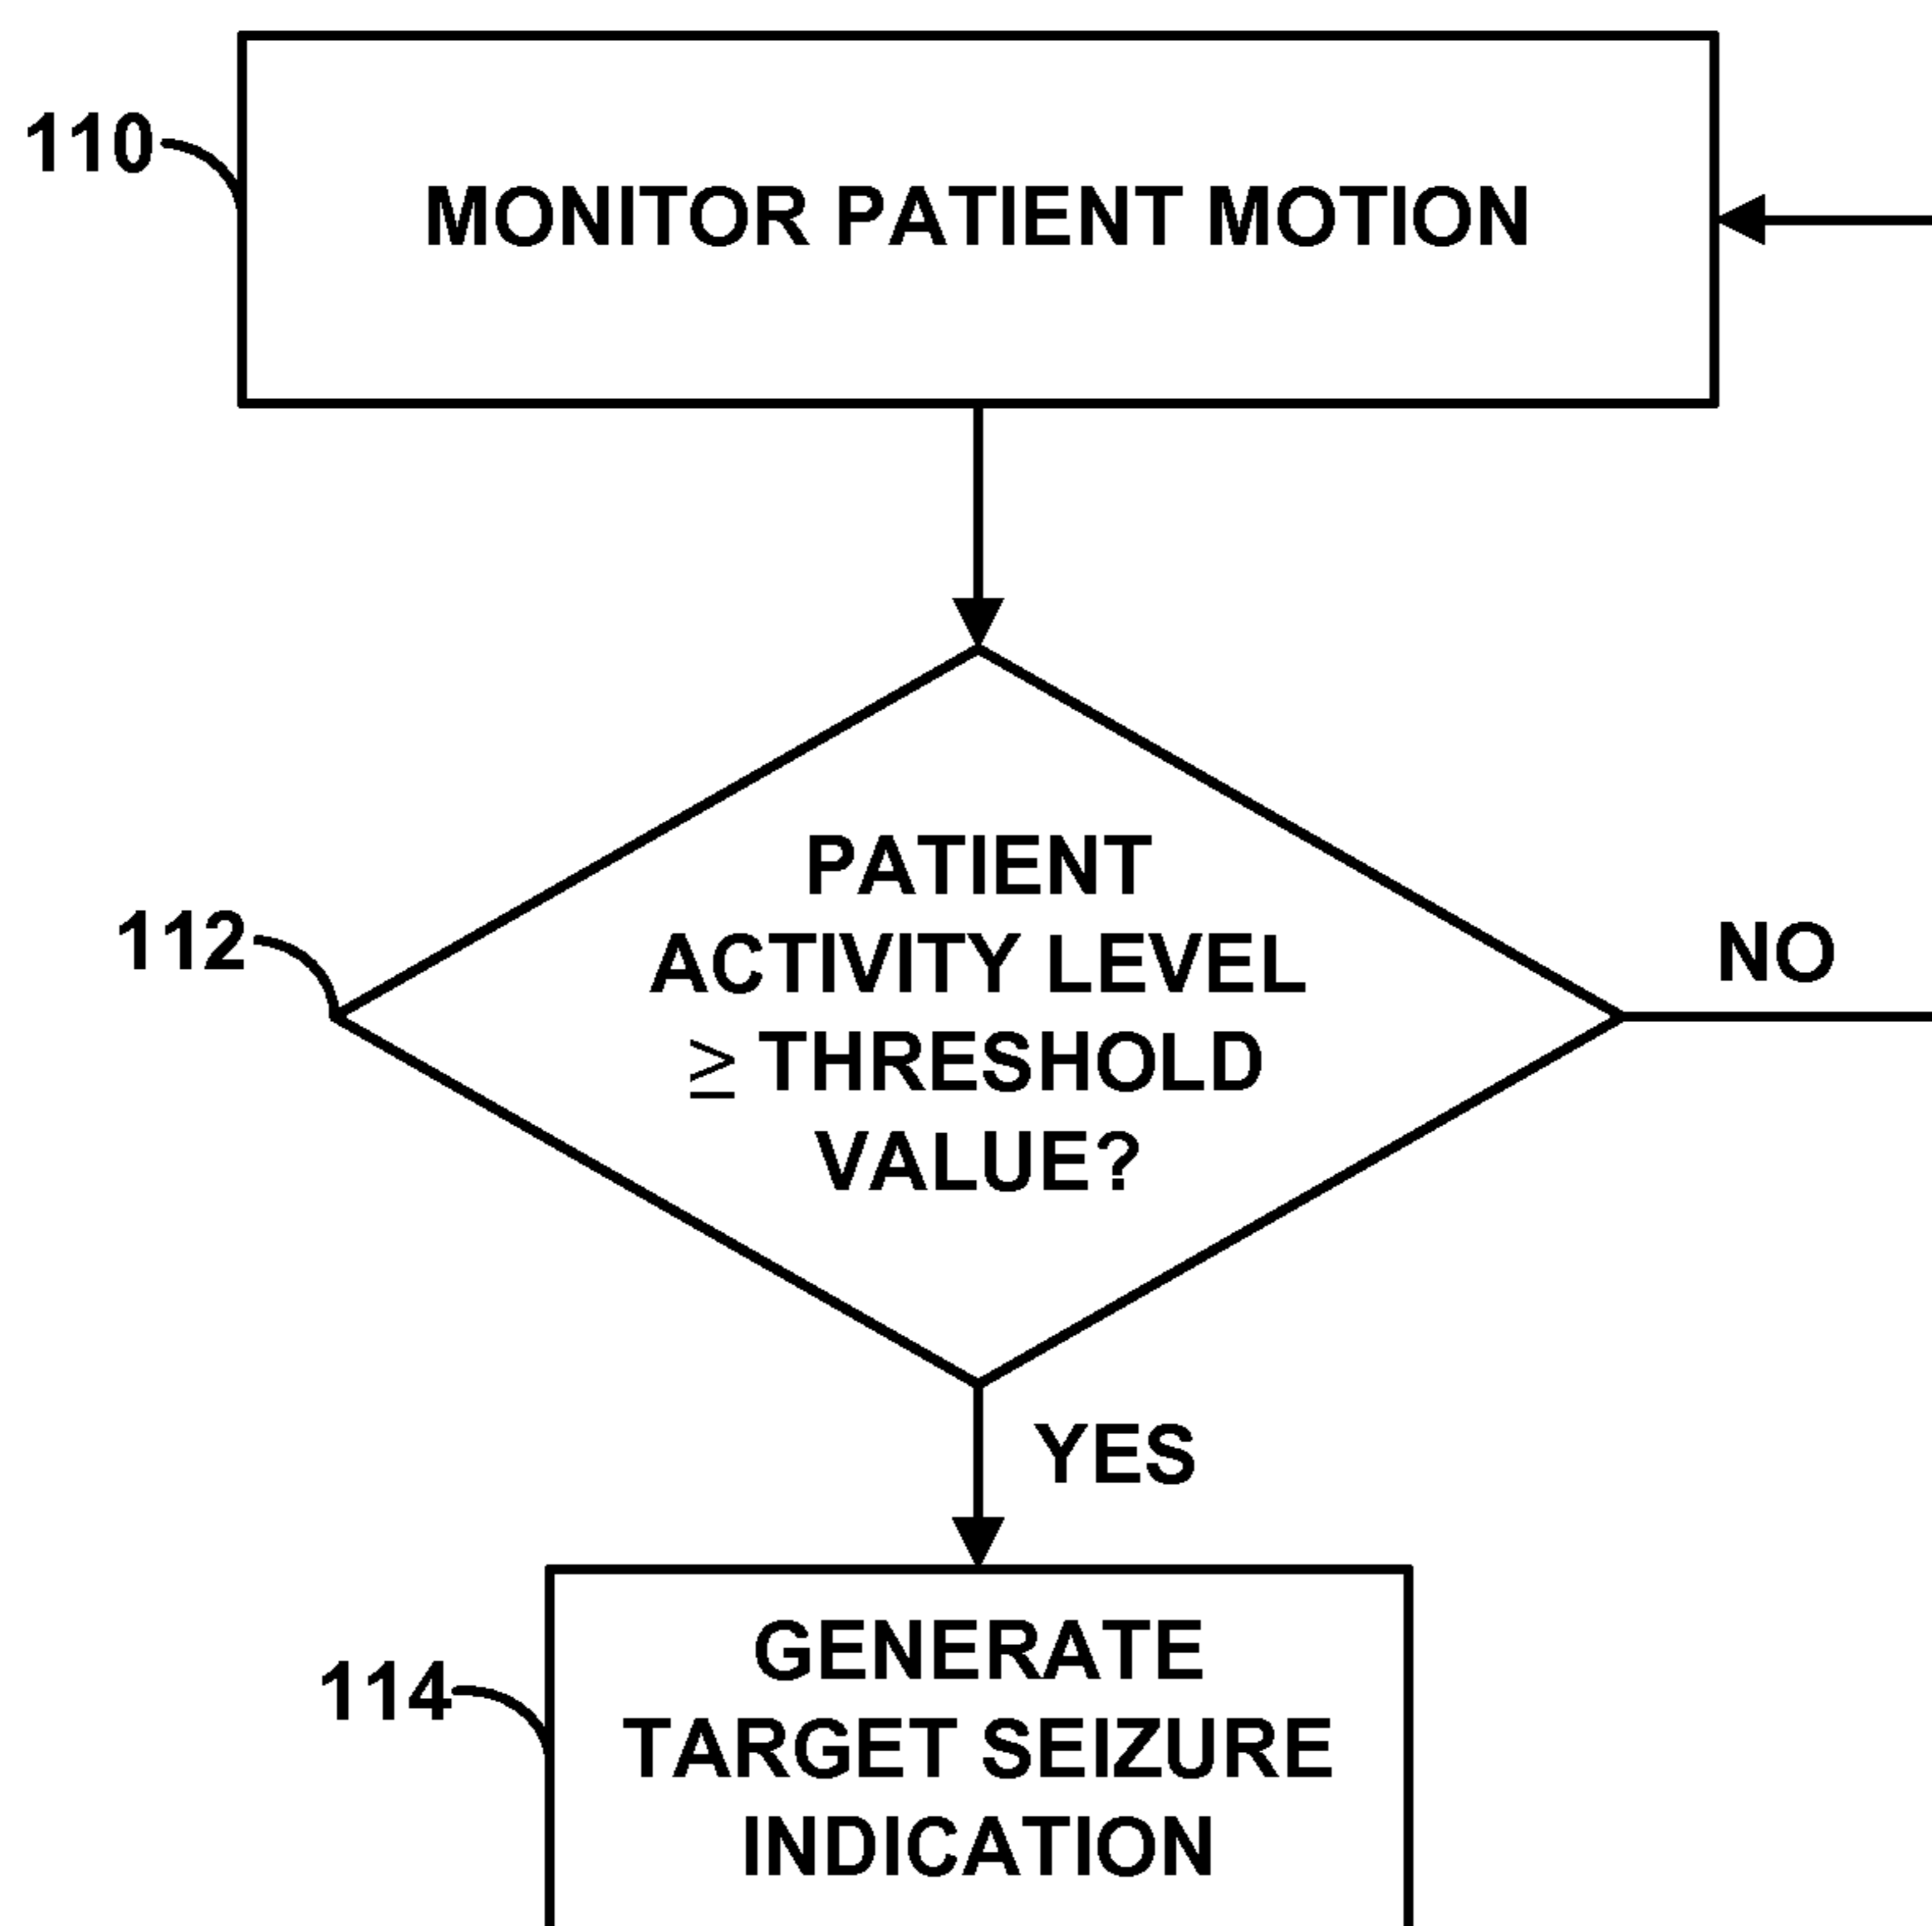 110
MONITOR PATIENT MOTION
112
PATIENT
ACTIVITY LEVEL
≥ THRESHOLD
VALUE?
NO
YES
114
GENERATE
TARGET SEIZURE
INDICATION